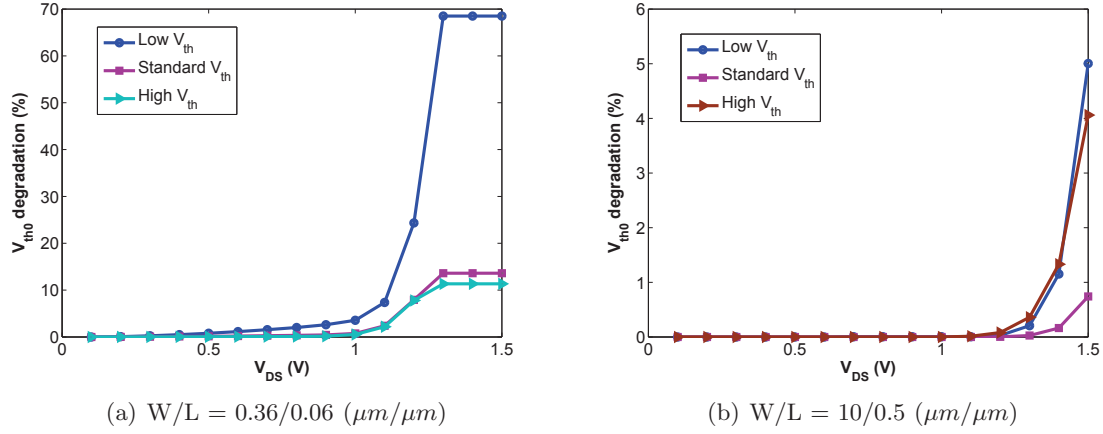 70
60
50
40
30
20
10
0
V_th0 degradation (%)
Low V_th
Standard V_th
High V_th
0 0.5 1 1.5
V_DS (V)
(a) W/L = 0.36/0.06 (μm/μm)
6
5
4
3
2
1
0
V_th0 degradation (%)
Low V_th
Standard V_th
High V_th
0 0.5 1 1.5
V_DS (V)
(b) W/L = 10/0.5 (μm/μm)